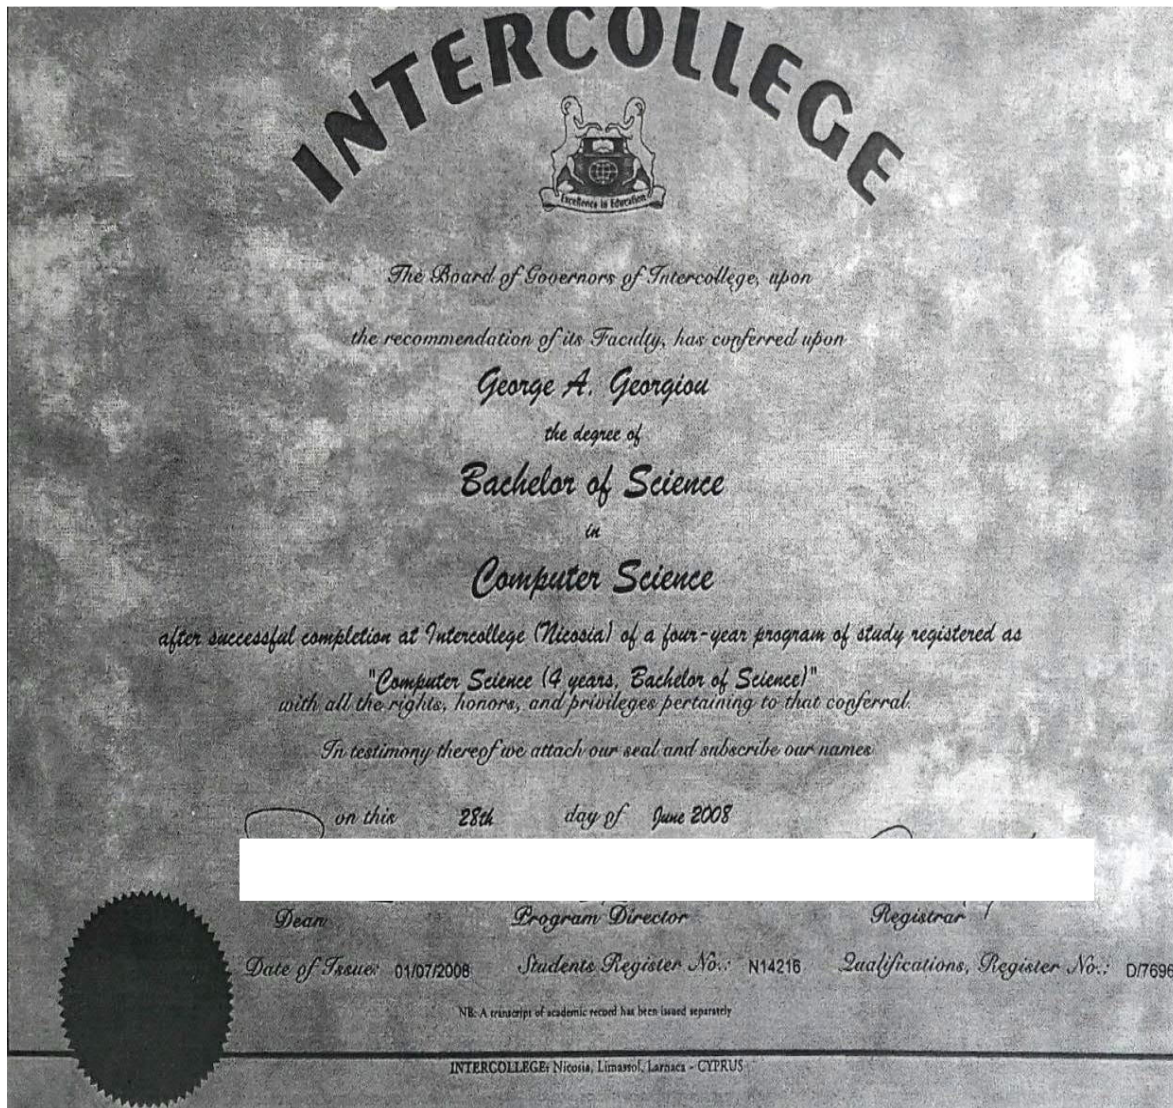 INTERCOLLEGE
Excellence in Education
The Board of Governors of Intercollege, upon
the recommendation of its Faculty, has conferred upon
George A. Georgiou
the degree of
Bachelor of Science
in
Computer Science
after successful completion at Intercollege (Nicosia) of a four-year program of study registered as
"Computer Science (4 years, Bachelor of Science)"
with all the rights, honors, and privileges pertaining to that conferral.
In testimony thereof we attach our seal and subscribe our names
on this 28th day of June 2008
Dean Program Director Registrar
Date of Issue: 01/07/2008 Students Register No.: N14216 Qualifications, Register No.: D/7696
NB: A transcript of academic record has been issued separately
INTERCOLLEGE: Nicosia, Limassol, Larnaca - CYPRUS